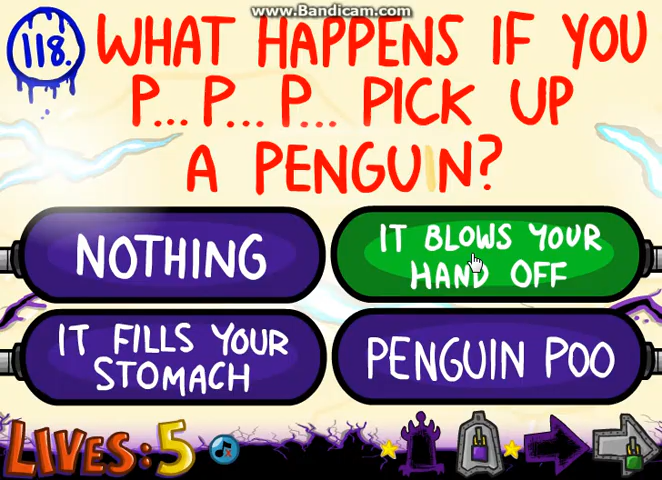 www.Bandicam.com
118.
WHAT HAPPENS IF YOU
P... P... P... PICK UP
A PENGUIN?
NOTHING
IT BLOWS YOUR
HAND OFF
IT FILLS YOUR
STOMACH
PENGUIN POO
LIVES:5